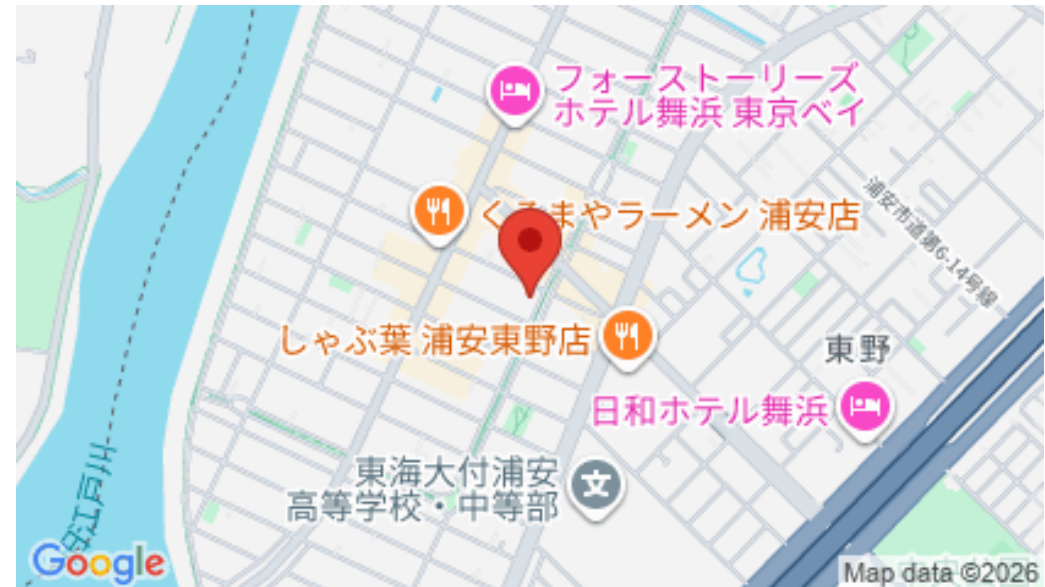 フォーストーリーズ
ホテル舞浜 東京ベイ
くるまやラーメン 浦安店
浦安市道第6-14号線
しゃぶ葉 浦安東野店
東野
日和ホテル舞浜
東海大付浦安
高等学校・中等部
Google
Map data ©2026